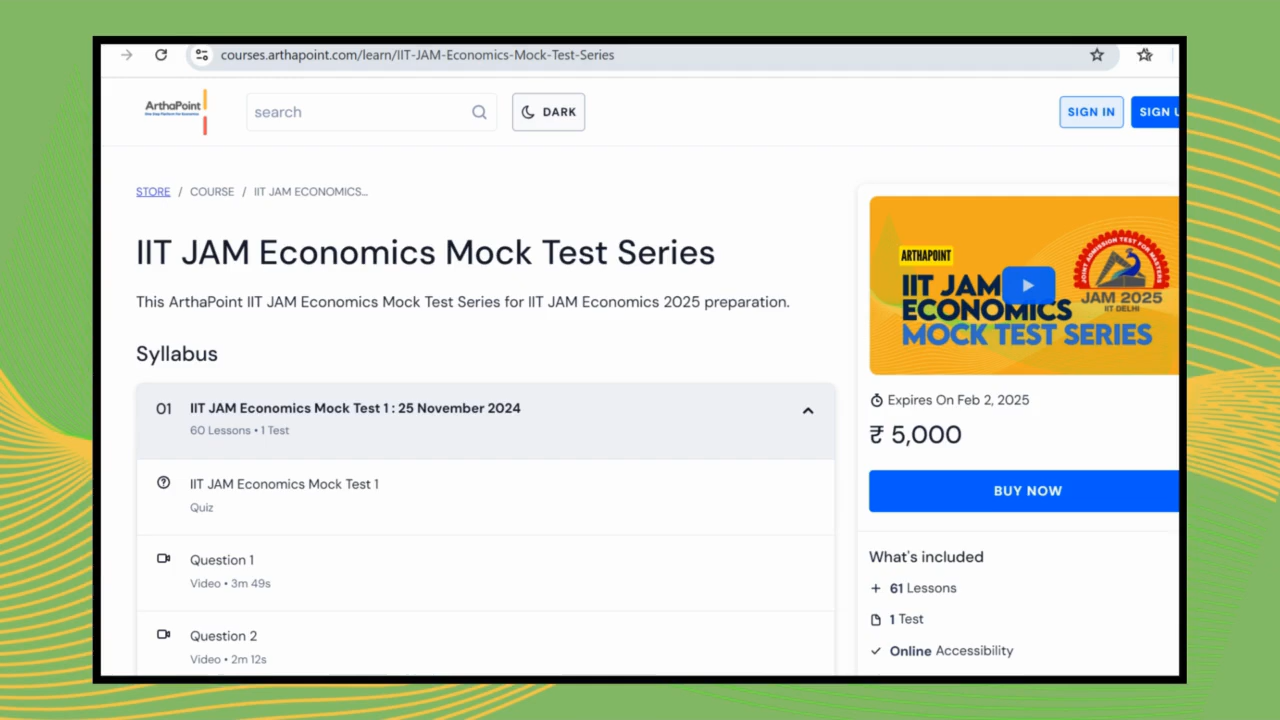 courses.arthapoint.com/learn/IIT-JAM-Economics-Mock-Test-Series
ArthaPoint
One Stop Platform for Economics
search
DARK
SIGN IN
SIGN U
STORE / COURSE / IIT JAM ECONOMICS...
IIT JAM Economics Mock Test Series
This ArthaPoint IIT JAM Economics Mock Test Series for IIT JAM Economics 2025 preparation.
Syllabus
01 IIT JAM Economics Mock Test 1 : 25 November 2024
60 Lessons • 1 Test
IIT JAM Economics Mock Test 1
Quiz
Question 1
Video • 3m 49s
Question 2
Video • 2m 12s
ARTHAPOINT
IIT JAM
ECONOMICS
MOCK TEST SERIES
JOINT ADMISSION TEST FOR MASTERS
JAM 2025
IIT DELHI
Expires On Feb 2, 2025
₹ 5,000
BUY NOW
What's included
+ 61 Lessons
1 Test
Online Accessibility